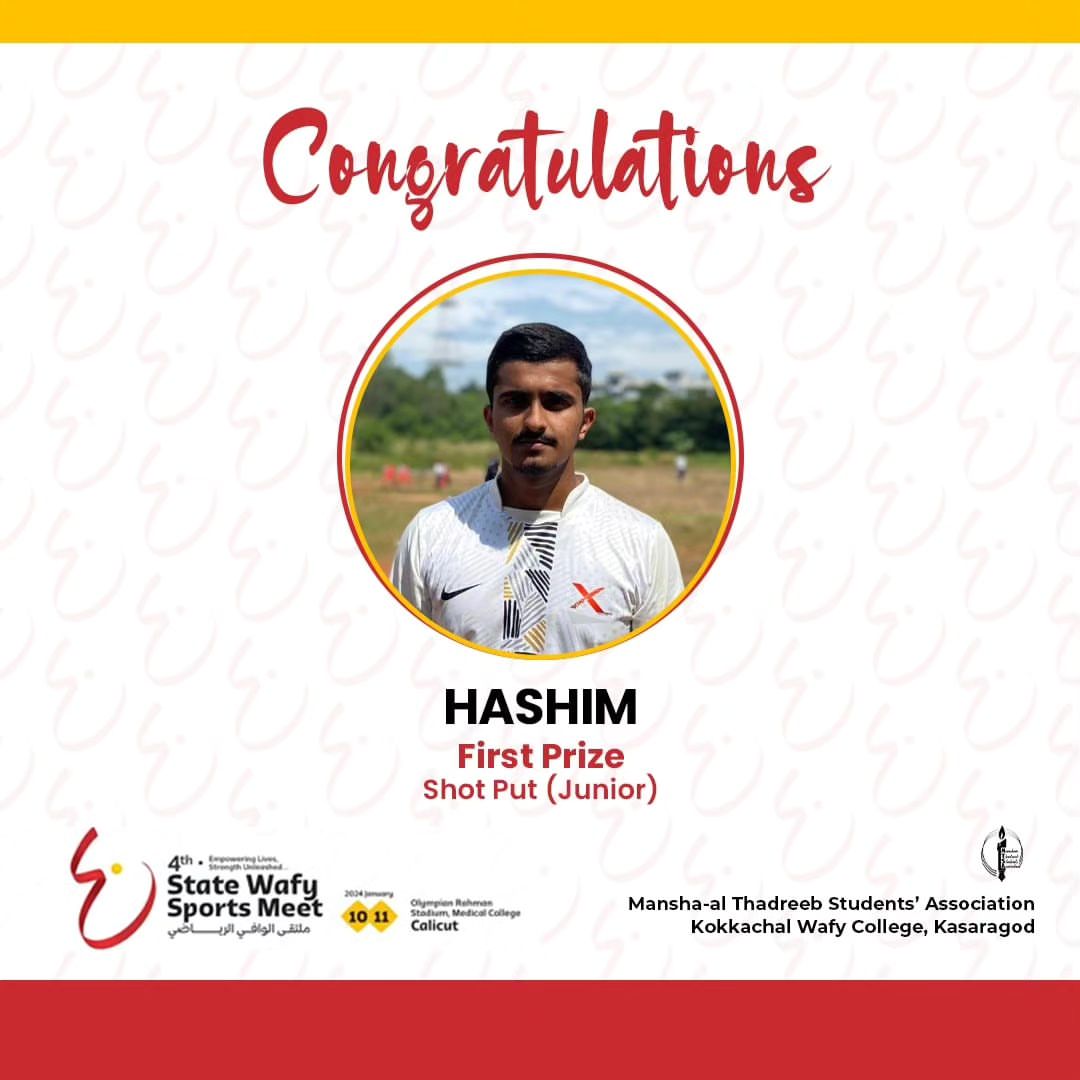 Congratulations
HASHIM
First Prize
Shot Put (Junior)
4th • Empowering Lives,
Strength Unleashed...
State Wafy
Sports Meet
ملتقى الوافي الرياضي
2024 January
10 11
Olympian Rahman
Stadium, Medical College
Calicut
Mansha-al Thadreeb Students’ Association
Kokkachal Wafy College, Kasaragod